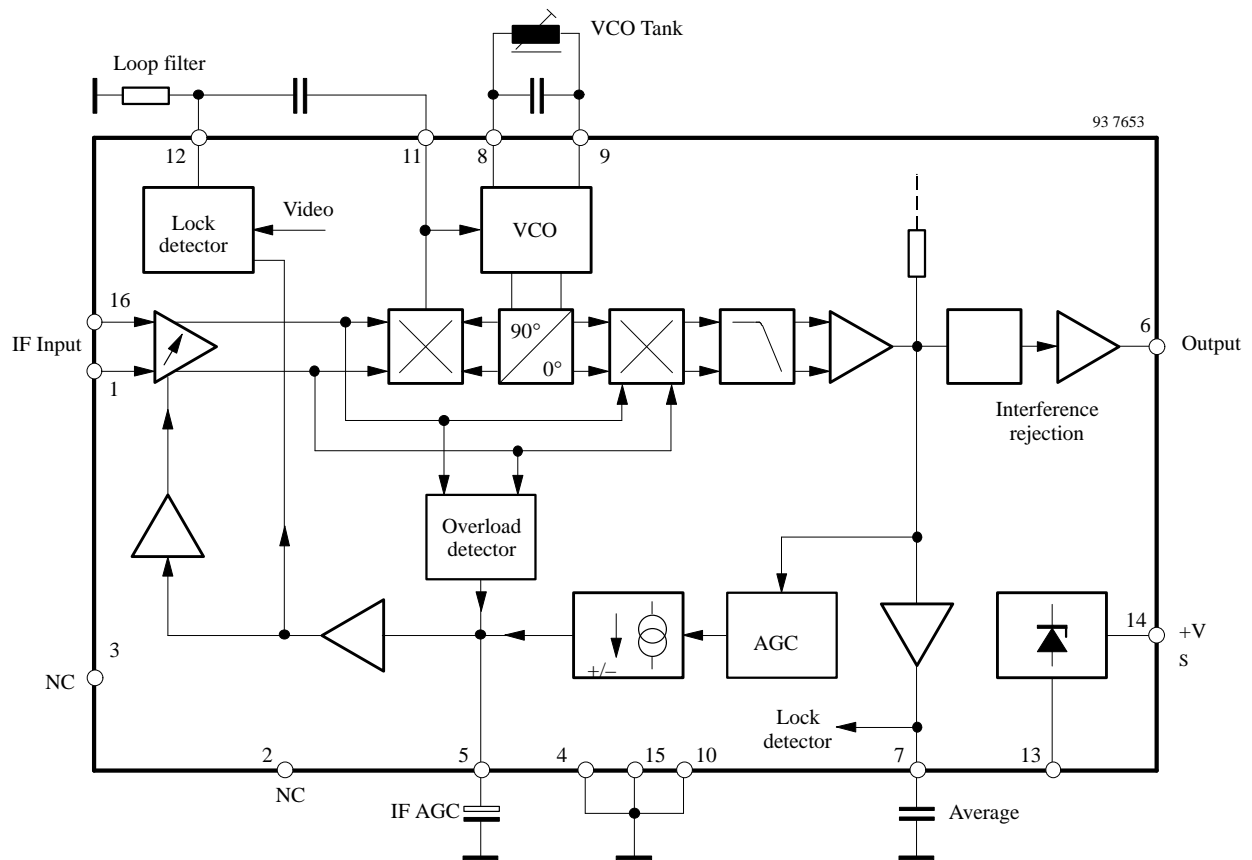 VCO Tank
Loop filter
93 7653
12
11
8
9
Lock
detector
Video
VCO
16
IF Input
1
90°
0°
6
Output
Interference
rejection
Overload
detector
3
NC
+/−
AGC
14
+V
S
Lock
detector
2
NC
5
4
15
10
7
13
IF AGC
Average